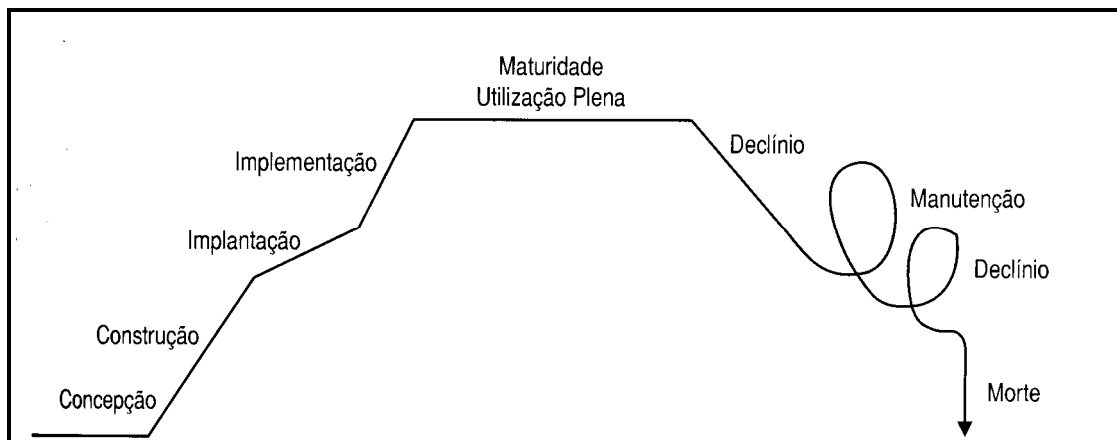 Maturidade
Utilização Plena
Implementação
Declínio
Manutenção
Implantação
Declínio
Construção
Concepção
Morte